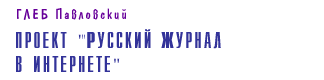 ГЛЕБ Павловский
ПРОЕКТ "РУССКИЙ ЖУРНАЛ
В ИНТЕРНЕТЕ"